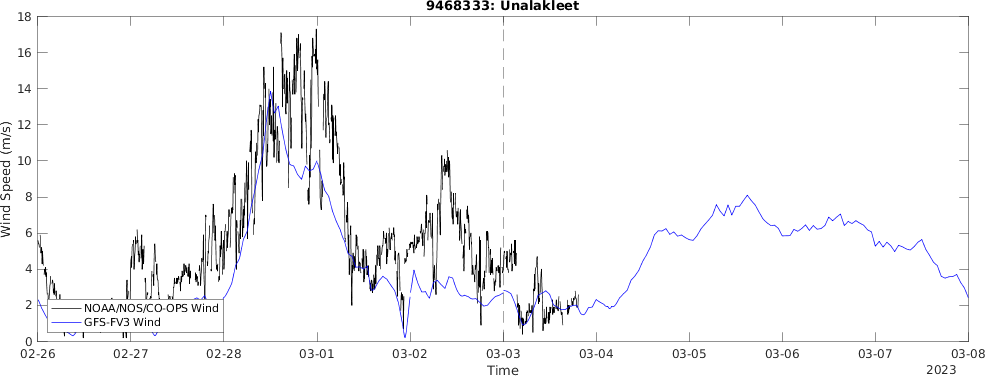 9468333: Unalakleet
18
16
14
12
10
8
6
4
2
0
Wind Speed (m/s)
NOAA/NOS/CO-OPS Wind
GFS-FV3 Wind
02-26 02-27 02-28 03-01 03-02 03-03 03-04 03-05 03-06 03-07 03-08
Time
2023